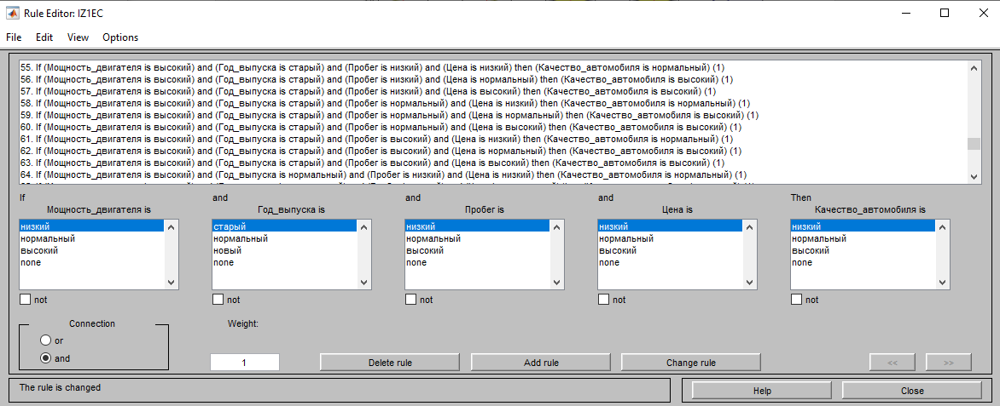 Rule Editor: IZ1EC
File Edit View Options
55. If (Мощность_двигателя is высокий) and (Год_выпуска is старый) and (Пробег is низкий) and (Цена is низкий) then (Качество_автомобиля is нормальный) (1)
56. If (Мощность_двигателя is высокий) and (Год_выпуска is старый) and (Пробег is низкий) and (Цена is нормальный) then (Качество_автомобиля is высокий) (1)
57. If (Мощность_двигателя is высокий) and (Год_выпуска is старый) and (Пробег is низкий) and (Цена is высокий) then (Качество_автомобиля is высокий) (1)
58. If (Мощность_двигателя is высокий) and (Год_выпуска is старый) and (Пробег is нормальный) and (Цена is низкий) then (Качество_автомобиля is нормальный) (1)
59. If (Мощность_двигателя is высокий) and (Год_выпуска is старый) and (Пробег is нормальный) and (Цена is нормальный) then (Качество_автомобиля is высокий) (1)
60. If (Мощность_двигателя is высокий) and (Год_выпуска is старый) and (Пробег is нормальный) and (Цена is высокий) then (Качество_автомобиля is высокий) (1)
61. If (Мощность_двигателя is высокий) and (Год_выпуска is старый) and (Пробег is высокий) and (Цена is низкий) then (Качество_автомобиля is нормальный) (1)
62. If (Мощность_двигателя is высокий) and (Год_выпуска is старый) and (Пробег is высокий) and (Цена is нормальный) then (Качество_автомобиля is высокий) (1)
63. If (Мощность_двигателя is высокий) and (Год_выпуска is старый) and (Пробег is высокий) and (Цена is высокий) then (Качество_автомобиля is высокий) (1)
64. If (Мощность_двигателя is высокий) and (Год_выпуска is нормальный) and (Пробег is низкий) and (Цена is низкий) then (Качество_автомобиля is нормальный) (1)
If and and and Then
Мощность_двигателя is Год_выпуска is Пробег is Цена is Качество_автомобиля is
низкий старый низкий низкий низкий
нормальный нормальный нормальный нормальный нормальный
высокий новый высокий высокий высокий
none none none none none
not not not not not
Connection Weight:
or
and
1 Delete rule Add rule Change rule << >>
The rule is changed
Help Close